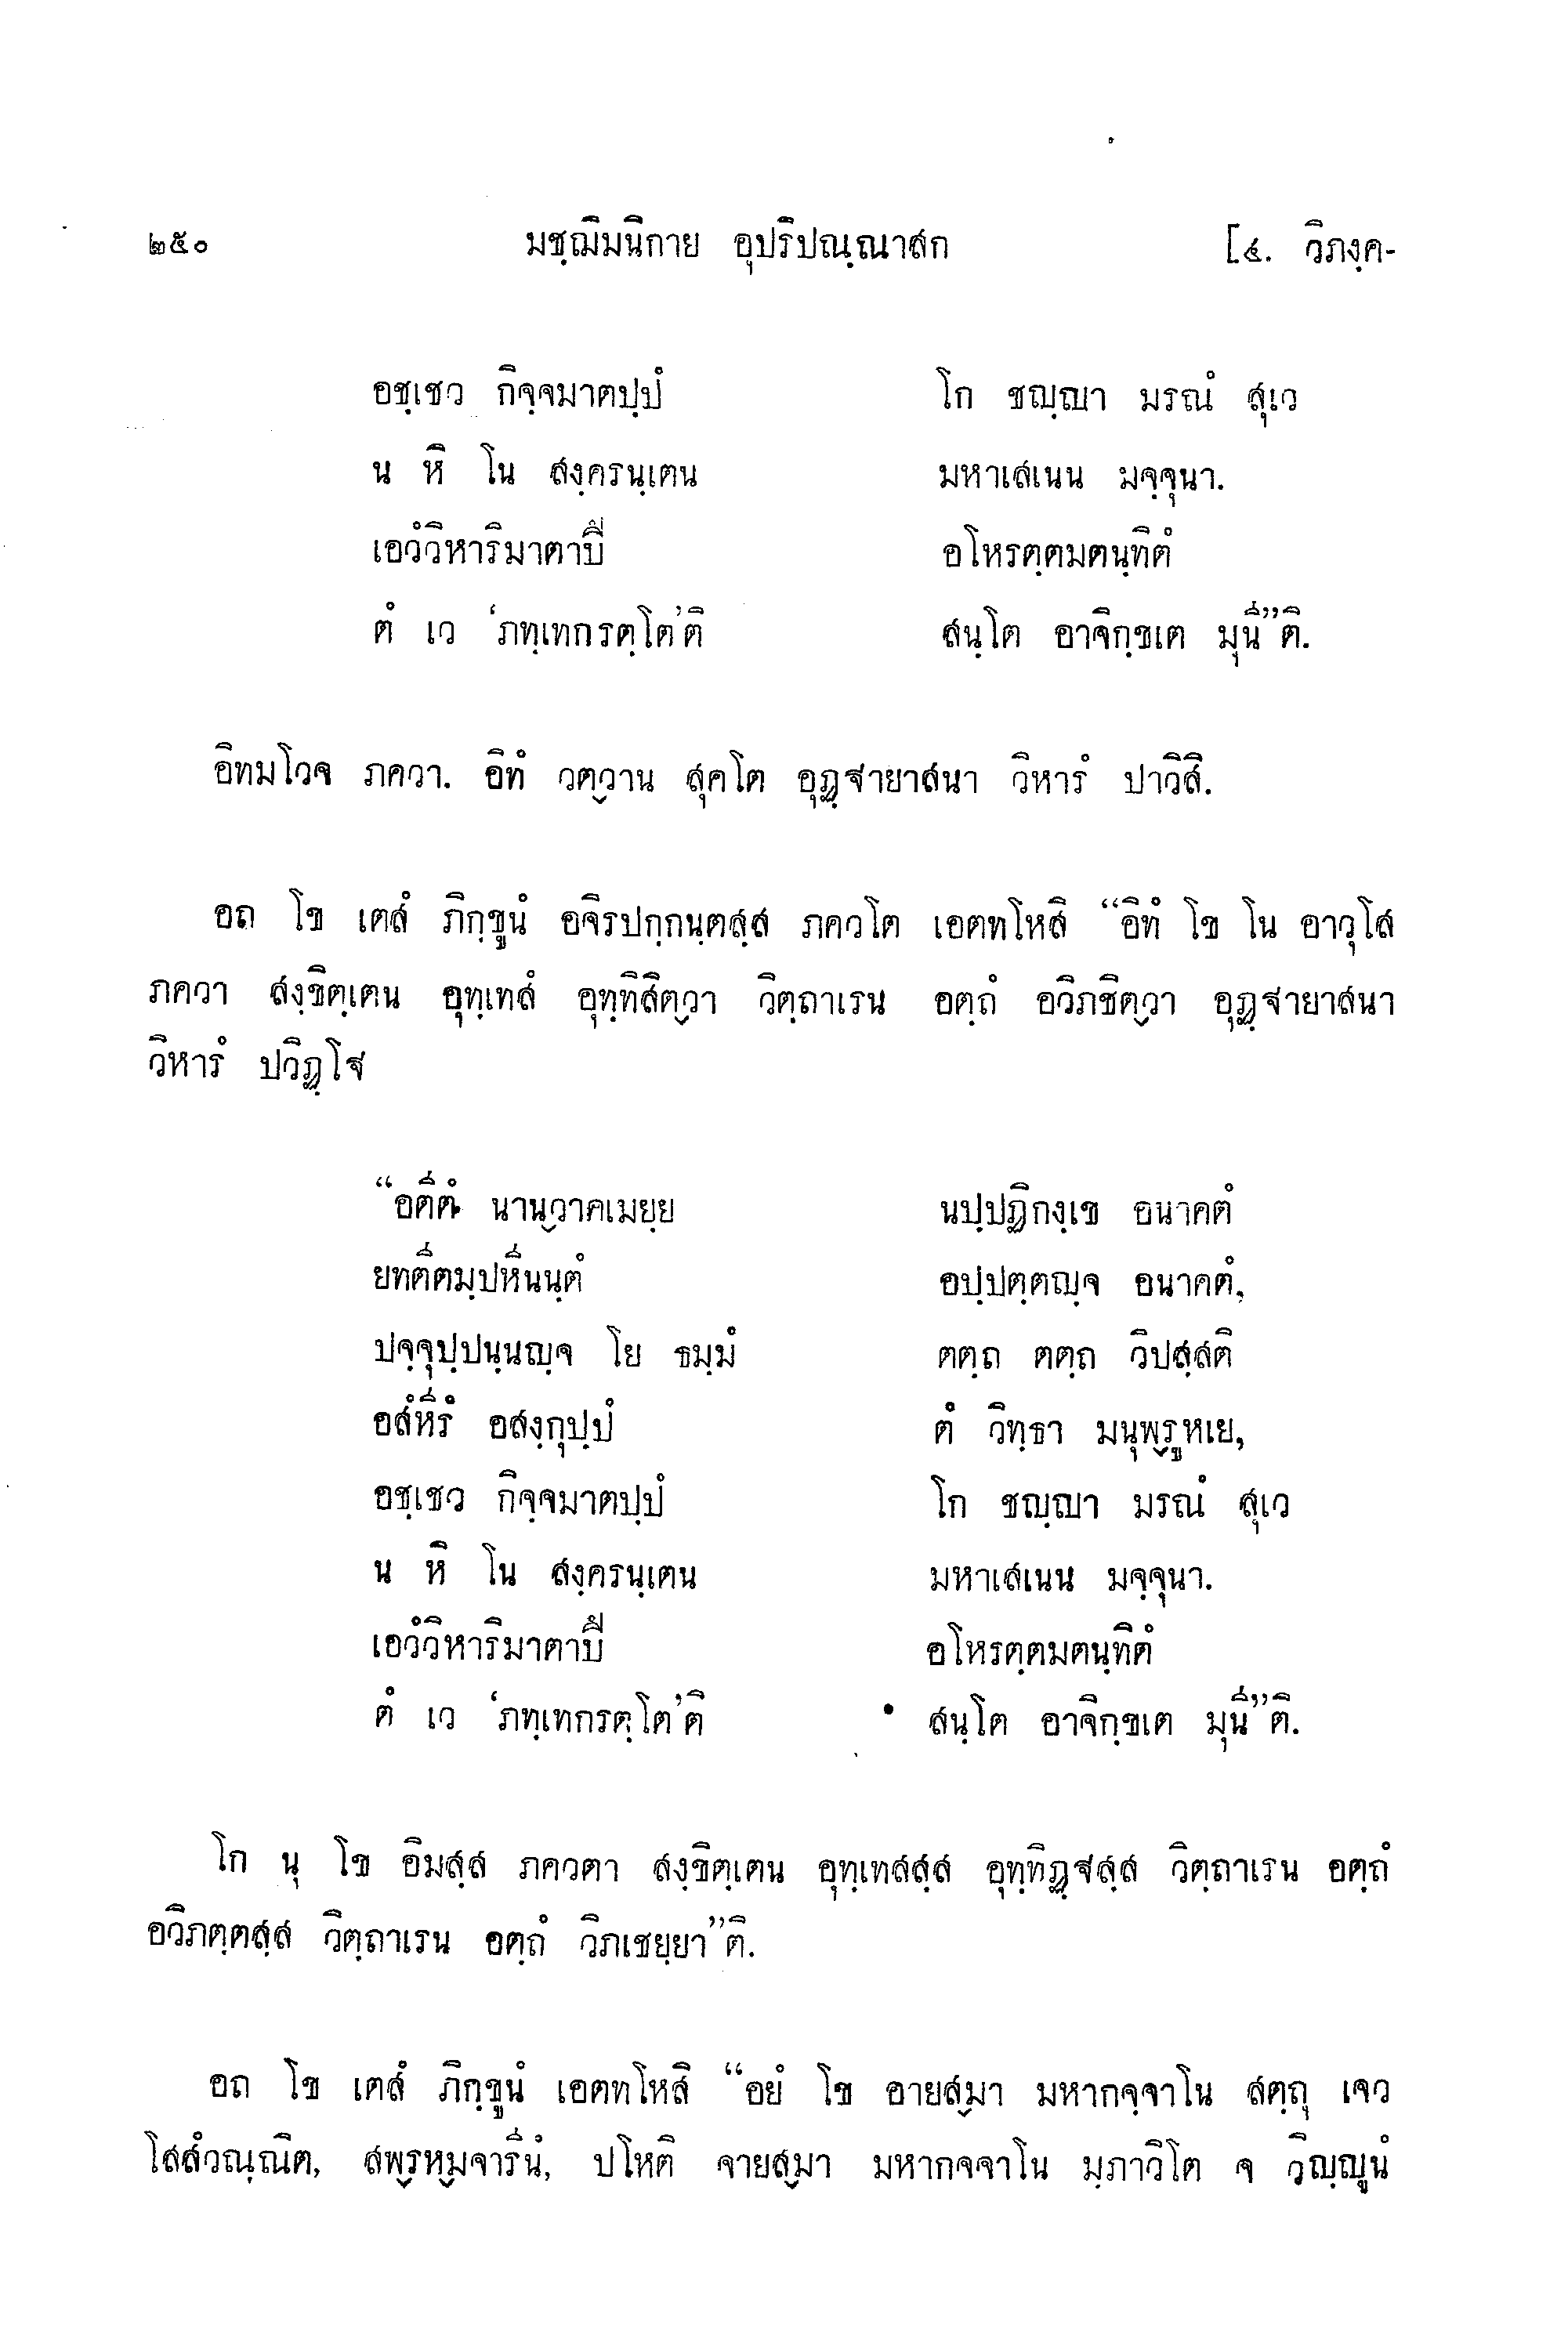 ๒๕๐ มชฺฌิมนิกาย อุปริปณฺณาสก [๔. วิภงฺค-
อชฺเชว กิจฺจมาตปฺปํ โก ชญฺญา มรณํ สุเว
น หิ โน สงฺครนฺเตน มหาเสเนน มจฺจุนา.
เอวํวิหาริมาตาปึ อโหรตฺตมตนฺทิตํ
ตํ เว ‘ภทฺเทกรตฺโต’ติ สนฺโต อาจิกฺขเต มุนี”ติ.
อิทมโวจ ภควา. อิทํ วตฺวาน สุคโต อุฏฺฐายาสนา วิหารํ ปาวิสิ.
อถ โข เตสํ ภิกฺขูนํ อจิรปกฺกนฺตสฺส ภควโต เอตทโหสิ “อิทํ โข โน อาวุโส
ภควา สงฺขิตฺเตน อุทฺเทสํ อุทฺทิสิตฺวา วิตฺถาเรน อตฺถํ อวิภชิตฺวา อุฏฺฐายาสนา
วิหารํ ปวิฏฺโฐ
“อตีตํ นานฺวาคเมยฺย นปฺปฏิกงฺเข อนาคตํ
ยทตีตมฺปหีนนฺตํ อปฺปตฺตญฺจ อนาคตํ,
ปจฺจุปฺปนฺนญฺจ โย ธมฺมํ ตตฺถ ตตฺถ วิปสฺสติ
อสํหีรํ อสงฺกุปฺปํ ตํ วิทฺธา มนุพฺรูหเย,
อชฺเชว กิจฺจมาตปฺปํ โก ชญฺญา มรณํ สุเว
น หิ โน สงฺครนฺเตน มหาเสเนน มจฺจุนา.
เอวํวิหาริมาตาปึ อโหรตฺตมตนฺทิตํ
ตํ เว ‘ภทฺเทกรตฺโต’ติ สนฺโต อาจิกฺขเต มุนี”ติ.
โก นุ โข อิมสฺส ภควตา สงฺขิตฺเตน อุทฺเทสสฺส อุทฺทิฏฺฐสฺส วิตฺถาเรน อตฺถํ
อวิภตฺตสฺส วิตฺถาเรน อตฺถํ วิภเชยฺยา”ติ.
อถ โข เตสํ ภิกฺขูนํ เอตทโหสิ “อยํ โข อายสฺมา มหากจฺจาโน สตฺถุ เจว
โสสํวณฺณิต, สพฺรหฺมจารีนํ, ปโหติ จายสฺมา มหากจฺจาโน มฺภาวิโต จ วิญฺญูนํ